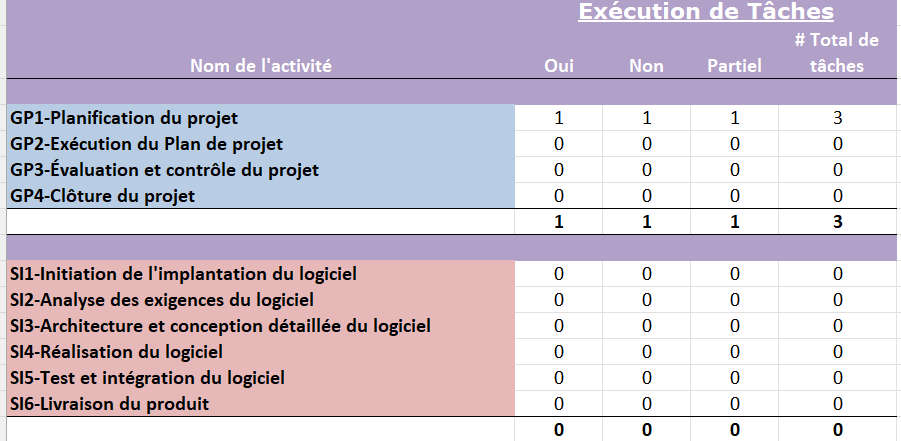 Exécution de Tâches
Nom de l'activité Oui Non Partiel # Total de tâches
GP1-Planification du projet 1 1 1 3
GP2-Exécution du Plan de projet 0 0 0 0
GP3-Évaluation et contrôle du projet 0 0 0 0
GP4-Clôture du projet 0 0 0 0
1 1 1 3
SI1-Initiation de l'implantation du logiciel 0 0 0 0
SI2-Analyse des exigences du logiciel 0 0 0 0
SI3-Architecture et conception détaillée du logiciel 0 0 0 0
SI4-Réalisation du logiciel 0 0 0 0
SI5-Test et intégration du logiciel 0 0 0 0
SI6-Livraison du produit 0 0 0 0
0 0 0 0